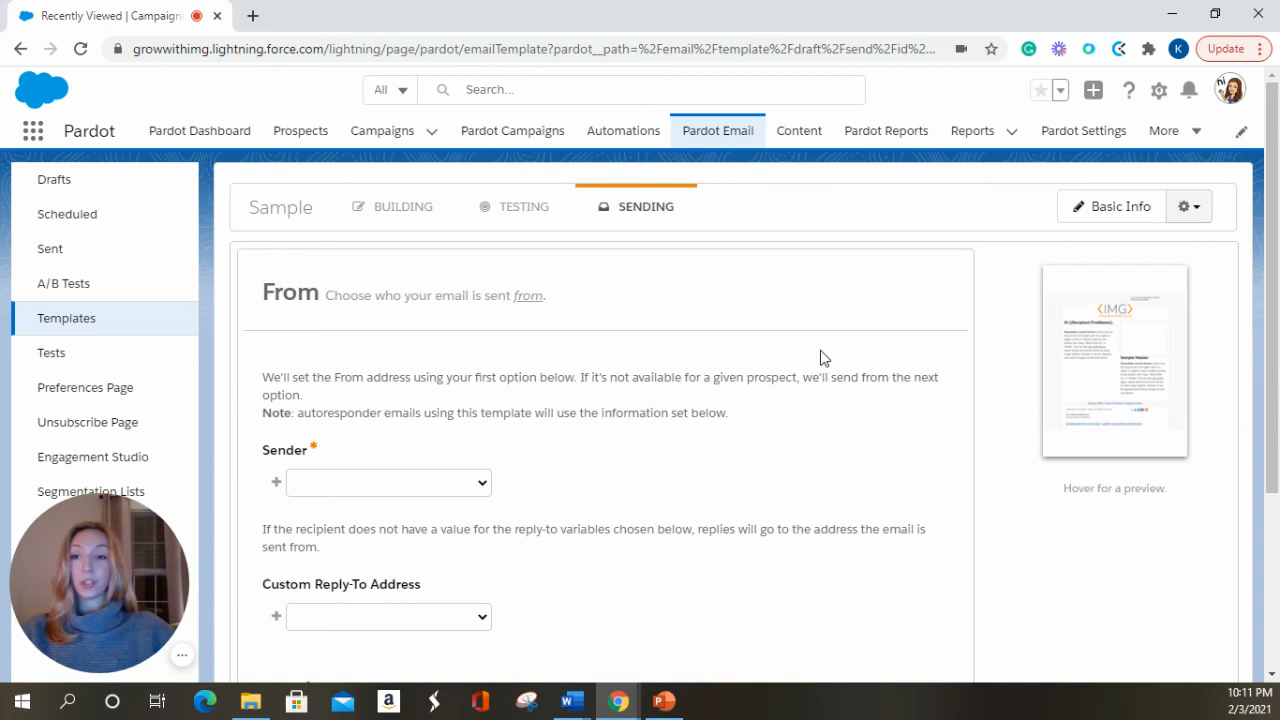 Recently Viewed | Campaign
growwithimg.lightning.force.com/lightning/page/pardot/emailTemplate?pardot__path=%2Femail%2Ftemplate%2Fdraft%2Fsend%2Fid%2...
K
Update
All
Search...
hi
Pardot
Pardot Dashboard
Prospects
Campaigns
Pardot Campaigns
Automations
Pardot Email
Content
Pardot Reports
Reports
Pardot Settings
More
Drafts
Scheduled
Sent
A/B Tests
Templates
Tests
Preferences Page
Unsubscribe Page
Engagement Studio
Segmentation Lists
Sample
BUILDING
TESTING
SENDING
Basic Info
From Choose who your email is sent from.
We'll set the From address using the first option below. If it isn't available for a given prospect, we'll send from the next
option.
Note: autoresponder emails using this template will use the information set below.
Sender *
If the recipient does not have a value for the reply-to variables chosen below, replies will go to the address the email is
sent from.
Custom Reply-To Address
<IMG>
Sample Header
Hover for a preview.
10:11 PM
2/3/2021